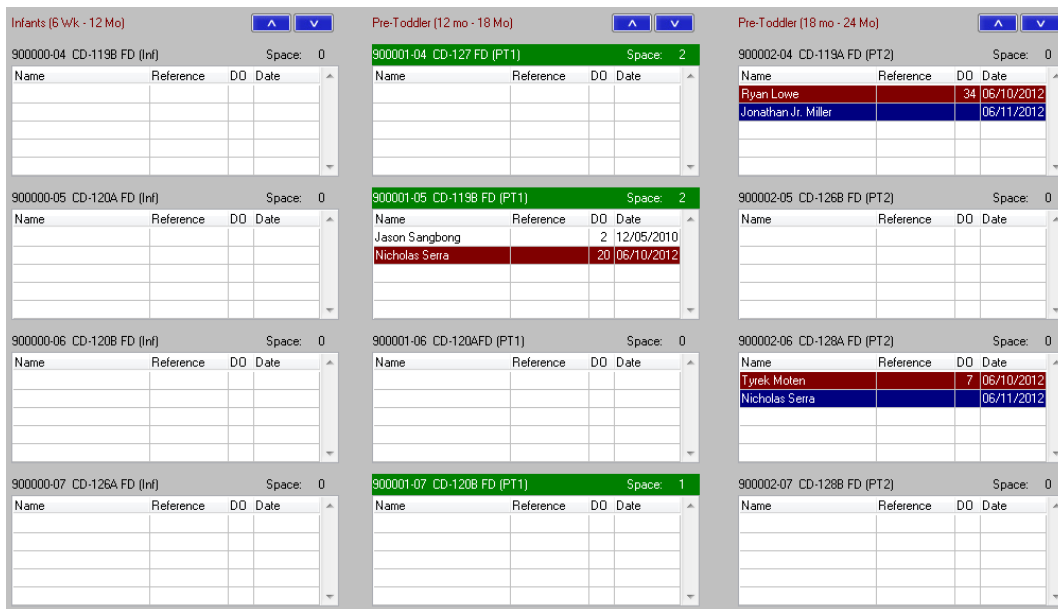 Infants (6 Wk - 12 Mo)
900000-04 CD-119B FD (Inf) Space: 0
Name Reference DO Date
900000-05 CD-120A FD (Inf) Space: 0
Name Reference DO Date
900000-06 CD-120B FD (Inf) Space: 0
Name Reference DO Date
900000-07 CD-126A FD (Inf) Space: 0
Name Reference DO Date
Pre-Toddler (12 mo - 18 Mo)
900001-04 CD-127 FD (PT1) Space: 2
Name Reference DO Date
900001-05 CD-119B FD (PT1) Space: 2
Name Reference DO Date
Jason Sangbong 2 12/05/2010
Nicholas Serra 20 06/10/2012
900001-06 CD-120AFD (PT1) Space: 0
Name Reference DO Date
900001-07 CD-120B FD (PT1) Space: 1
Name Reference DO Date
Pre-Toddler (18 mo - 24 Mo)
900002-04 CD-119A FD (PT2) Space: 0
Name Reference DO Date
Ryan Lowe 34 06/10/2012
Jonathan Jr. Miller 06/11/2012
900002-05 CD-126B FD (PT2) Space: 0
Name Reference DO Date
900002-06 CD-128A FD (PT2) Space: 0
Name Reference DO Date
Tyrek Moten 7 06/10/2012
Nicholas Serra 06/11/2012
900002-07 CD-128B FD (PT2) Space: 0
Name Reference DO Date